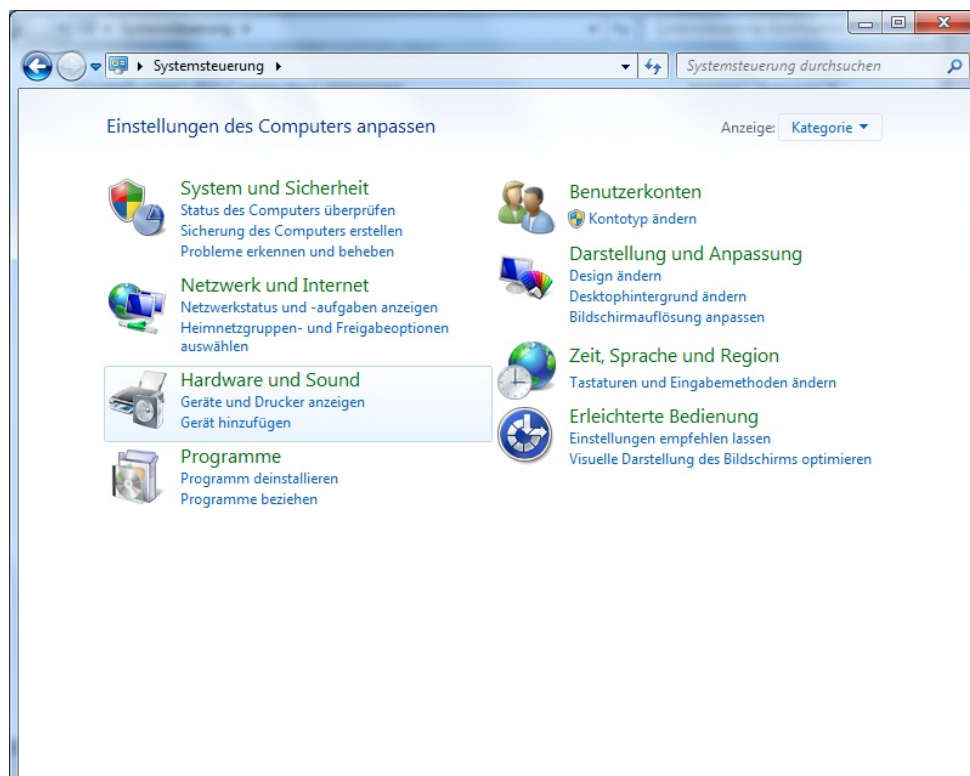 Systemsteuerung
Systemsteuerung durchsuchen
Einstellungen des Computers anpassen
Anzeige: Kategorie
System und Sicherheit
Status des Computers überprüfen
Sicherung des Computers erstellen
Probleme erkennen und beheben
Netzwerk und Internet
Netzwerkstatus und -aufgaben anzeigen
Heimnetzgruppen- und Freigabeoptionen
auswählen
Hardware und Sound
Geräte und Drucker anzeigen
Gerät hinzufügen
Programme
Programm deinstallieren
Programme beziehen
Benutzerkonten
Kontotyp ändern
Darstellung und Anpassung
Design ändern
Desktophintergrund ändern
Bildschirmauflösung anpassen
Zeit, Sprache und Region
Tastaturen und Eingabemethoden ändern
Erleichterte Bedienung
Einstellungen empfehlen lassen
Visuelle Darstellung des Bildschirms optimieren